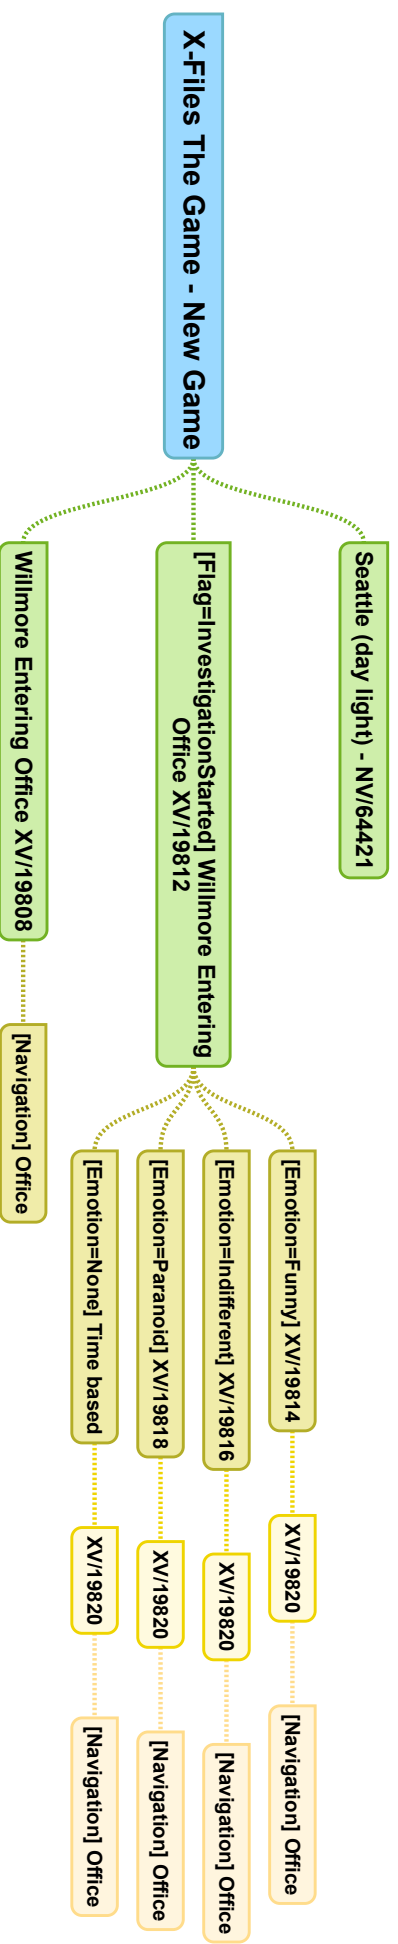 X-Files The Game - New Game
Seattle (day light) - NV/64421
[Flag=InvestigationStarted] Willmore Entering
Office XV/19812
[Emotion=Funny] XV/19814
XV/19820
[Navigation] Office
[Emotion=Indifferent] XV/19816
XV/19820
[Navigation] Office
[Emotion=Paranoid] XV/19818
XV/19820
[Navigation] Office
[Emotion=None] Time based
XV/19820
[Navigation] Office
Willmore Entering Office XV/19808
[Navigation] Office